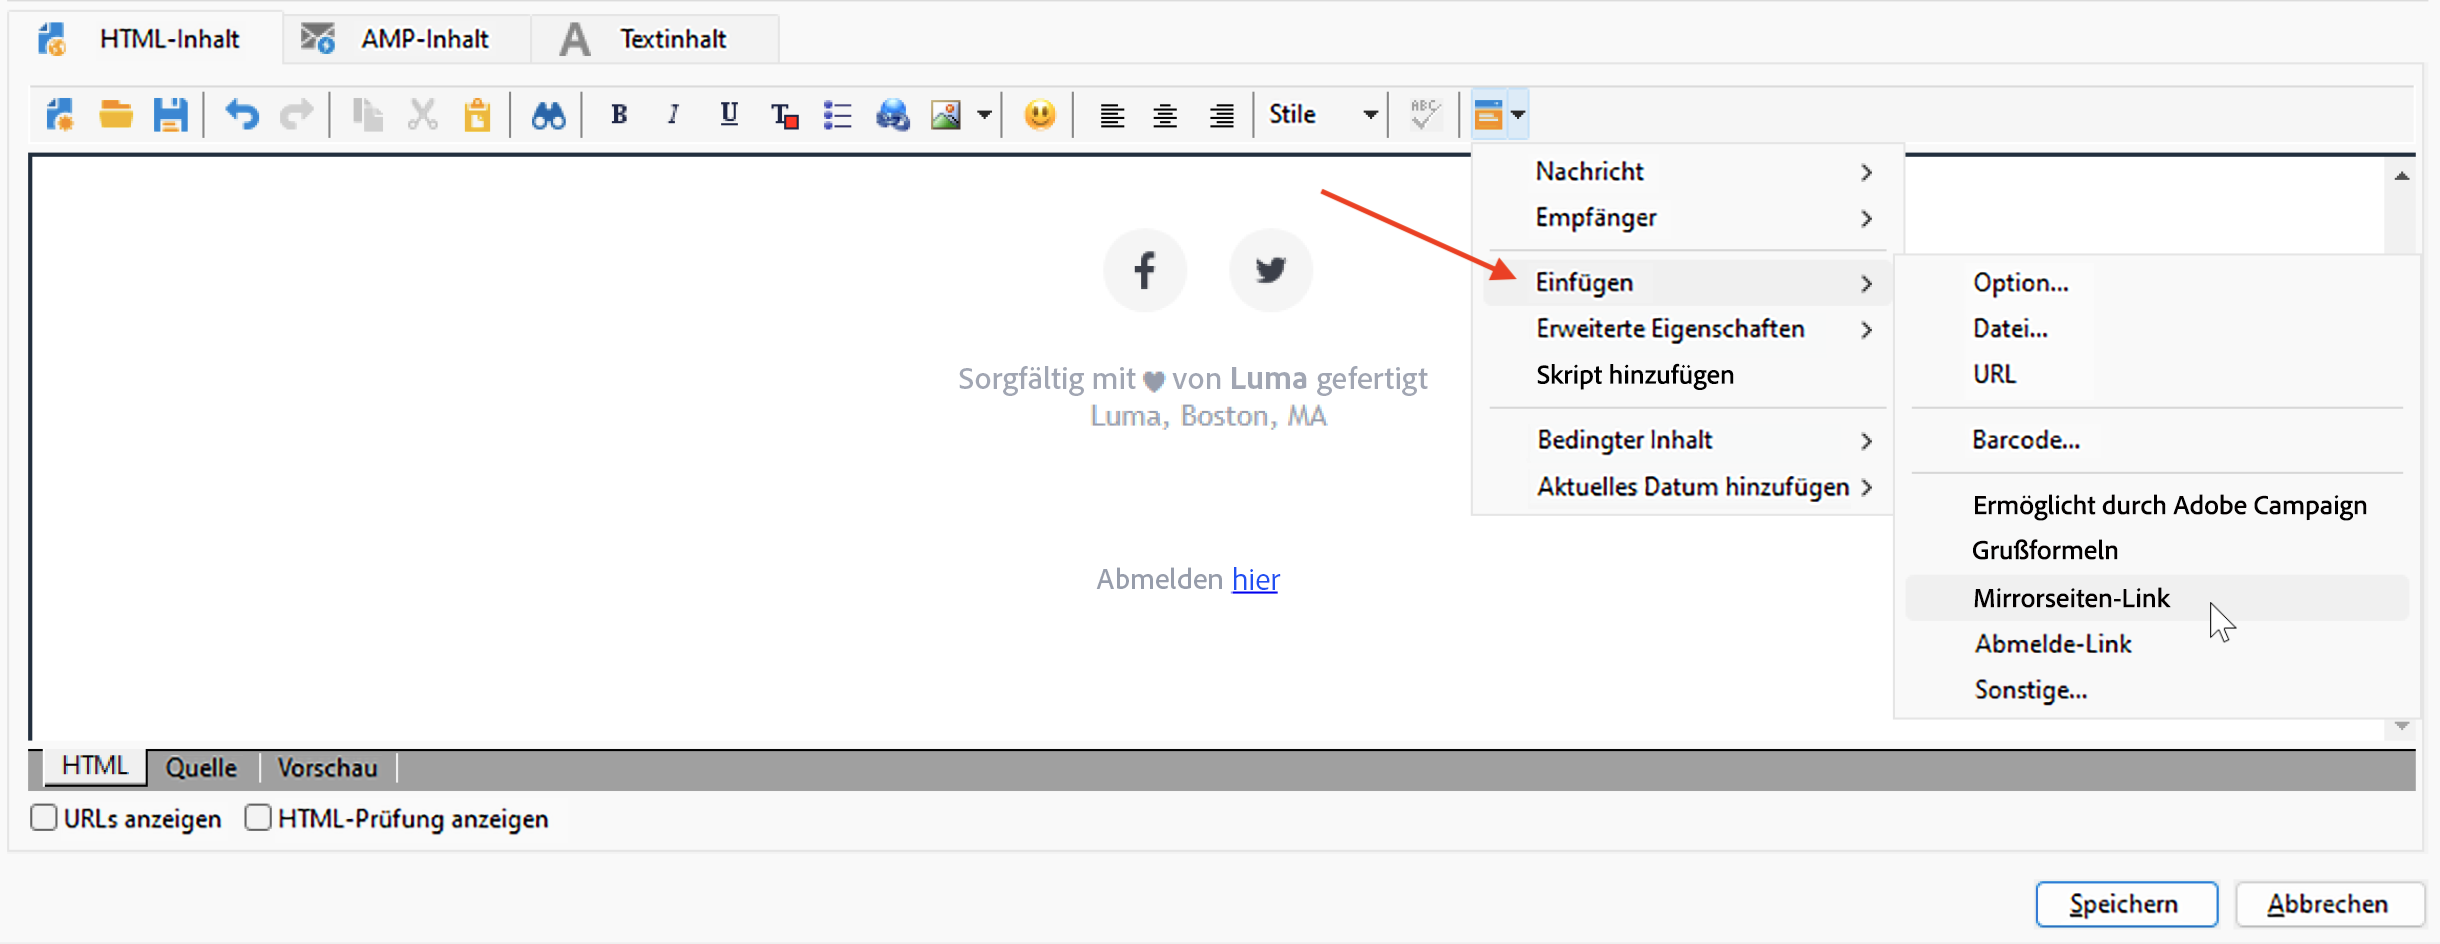 HTML-Inhalt
AMP-Inhalt
Textinhalt
B I U T Stile ABC
Nachricht
Empfänger
Einfügen
Erweiterte Eigenschaften
Skript hinzufügen
Bedingter Inhalt
Aktuelles Datum hinzufügen
Option...
Datei...
URL
Barcode...
Ermöglicht durch Adobe Campaign
Grußformeln
Mirrorseiten-Link
Abmelde-Link
Sonstige...
Sorgfältig mit von Luma gefertigt
Luma, Boston, MA
Abmelden hier
HTML
Quelle
Vorschau
URLs anzeigen
HTML-Prüfung anzeigen
Speichern
Abbrechen